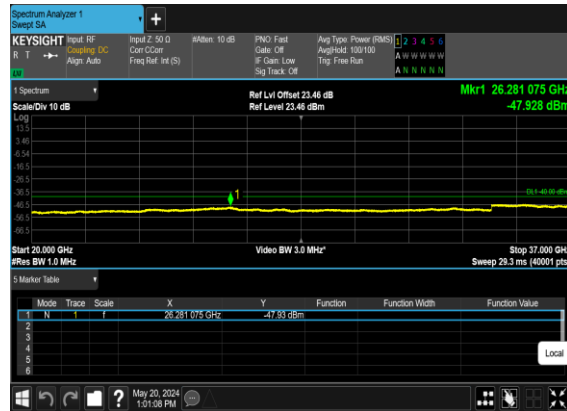 Spectrum Analyzer 1
Swept SA
KEYSIGHT Input: RF Input Z: 50 Ω #Atten: 10 dB PNO: Fast Avg Type: Power (RMS) 1 2 3 4 5 6
R T Coupling: DC Corr CCorr Gate: Off Avg|Hold: 100/100 A W W W W W
Align: Auto Freq Ref: Int (S) IF Gain: Low Trig: Free Run
Sig Track: Off A N N N N N
1 Spectrum
Ref Lvl Offset 23.46 dB Mkr1 26.281 075 GHz
Scale/Div 10 dB Ref Level 23.46 dBm -47.928 dBm
Log
13.5
3.46
-6.54
-16.5
-26.5
-36.5 1 DL1 -40.00 dBm
-46.5
-56.5
-66.5
Start 20.000 GHz Video BW 3.0 MHz* Stop 37.000 GHz
#Res BW 1.0 MHz Sweep 29.3 ms (40001 pts)
5 Marker Table
Mode Trace Scale X Y Function Function Width Function Value
1 N 1 f 26.281 075 GHz -47.93 dBm
2
3
4
5
6
Local
? May 20, 2024
1:01:08 PM